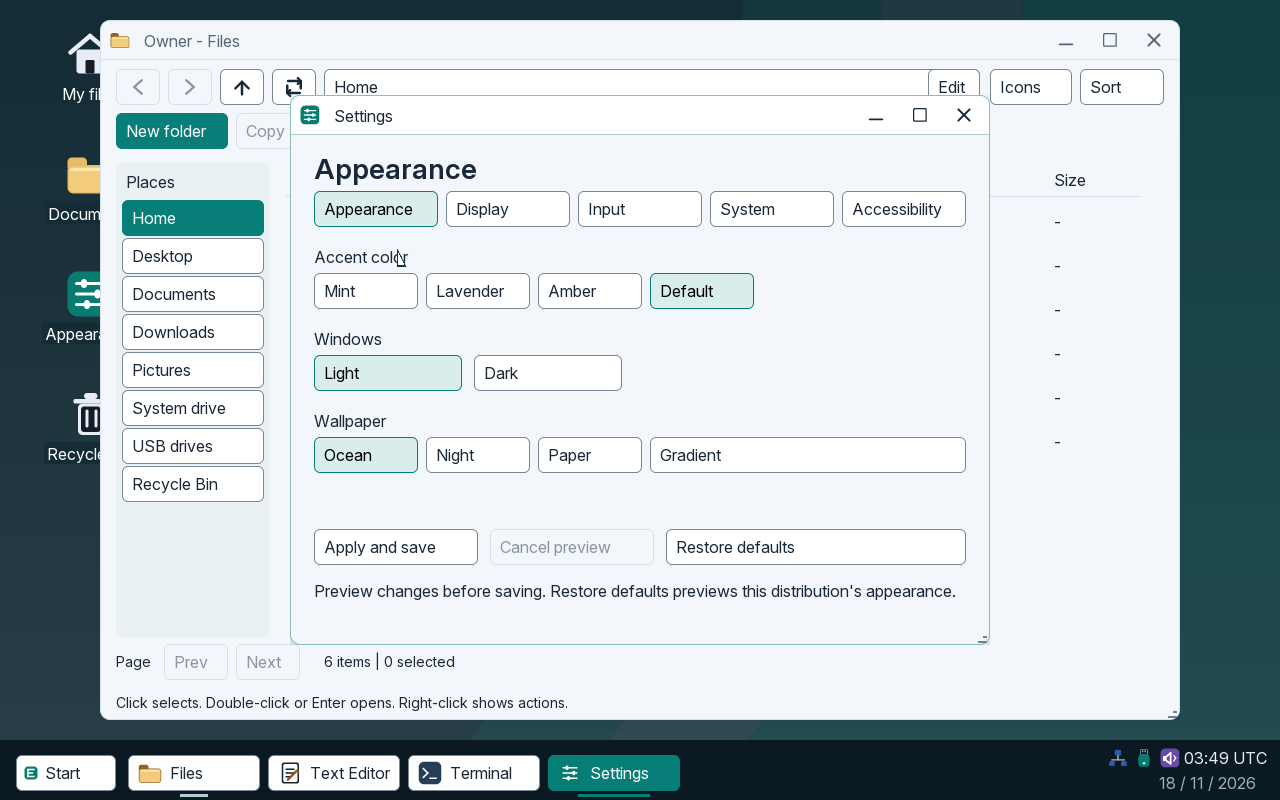 Owner - Files
Home
Edit
Icons
Sort
New folder
Copy
Places
Home
Desktop
Documents
Downloads
Pictures
System drive
USB drives
Recycle Bin
Size
-
-
-
-
-
-
Settings
Appearance
Appearance
Display
Input
System
Accessibility
Accent color
Mint
Lavender
Amber
Default
Windows
Light
Dark
Wallpaper
Ocean
Night
Paper
Gradient
Apply and save
Cancel preview
Restore defaults
Preview changes before saving. Restore defaults previews this distribution's appearance.
Page
Prev
Next
6 items | 0 selected
Click selects. Double-click or Enter opens. Right-click shows actions.
Start
Files
Text Editor
Terminal
Settings
03:49 UTC
18 / 11 / 2026